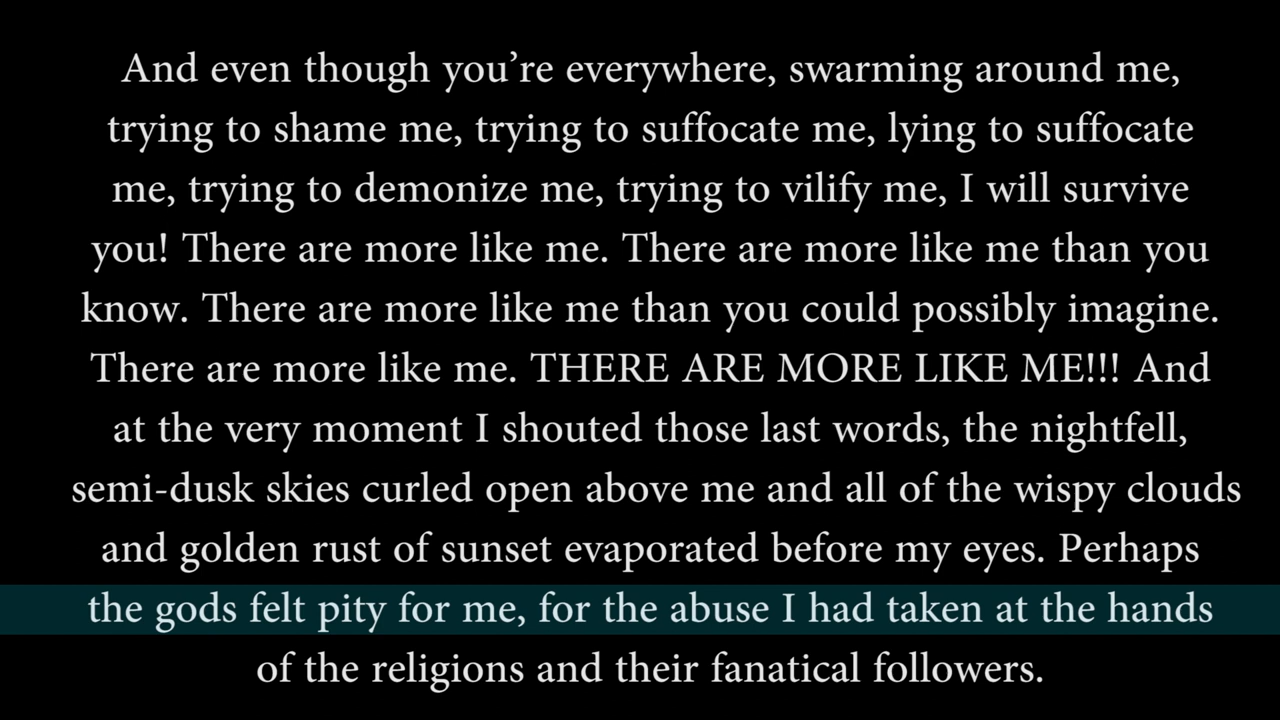 And even though you’re everywhere, swarming around me,
trying to shame me, trying to suffocate me, lying to suffocate
me, trying to demonize me, trying to vilify me, I will survive
you! There are more like me. There are more like me than you
know. There are more like me than you could possibly imagine.
There are more like me. THERE ARE MORE LIKE ME!!! And
at the very moment I shouted those last words, the nightfell,
semi-dusk skies curled open above me and all of the wispy clouds
and golden rust of sunset evaporated before my eyes. Perhaps
the gods felt pity for me, for the abuse I had taken at the hands
of the religions and their fanatical followers.